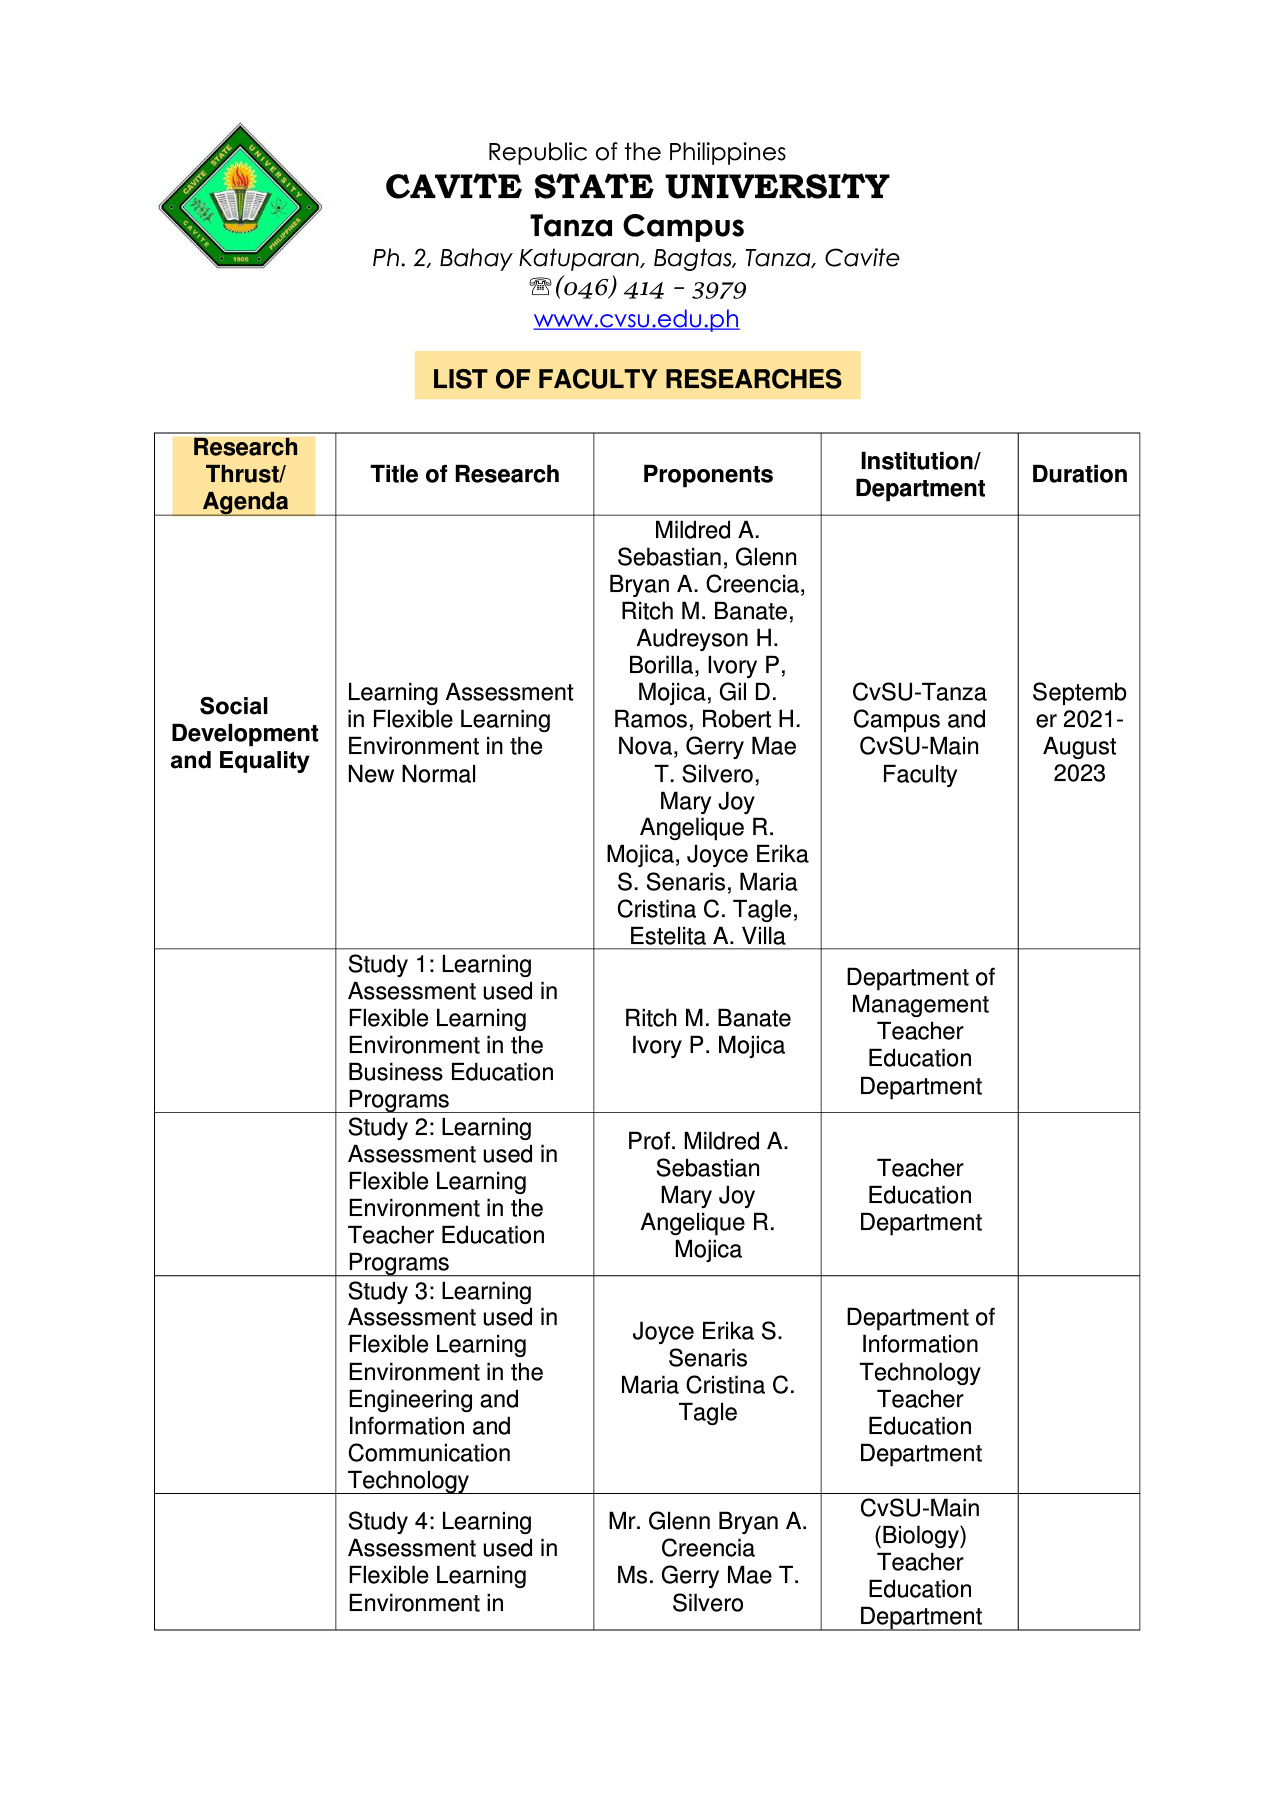 CAVITE STATE UNIVERSITY
CAVITE PHILIPPINES
1906
Republic of the Philippines
CAVITE STATE UNIVERSITY
Tanza Campus
Ph. 2, Bahay Katuparan, Bagtas, Tanza, Cavite
☏(046) 414 – 3979
www.cvsu.edu.ph
LIST OF FACULTY RESEARCHES
Research
Thrust/
Agenda
Title of Research
Proponents
Institution/
Department
Duration
Social
Development
and Equality
Learning Assessment
in Flexible Learning
Environment in the
New Normal
Mildred A.
Sebastian, Glenn
Bryan A. Creencia,
Ritch M. Banate,
Audreyson H.
Borilla, Ivory P,
Mojica, Gil D.
Ramos, Robert H.
Nova, Gerry Mae
T. Silvero,
Mary Joy
Angelique R.
Mojica, Joyce Erika
S. Senaris, Maria
Cristina C. Tagle,
Estelita A. Villa
CvSU-Tanza
Campus and
CvSU-Main
Faculty
Septemb
er 2021-
August
2023
Study 1: Learning
Assessment used in
Flexible Learning
Environment in the
Business Education
Programs
Ritch M. Banate
Ivory P. Mojica
Department of
Management
Teacher
Education
Department
Study 2: Learning
Assessment used in
Flexible Learning
Environment in the
Teacher Education
Programs
Prof. Mildred A.
Sebastian
Mary Joy
Angelique R.
Mojica
Teacher
Education
Department
Study 3: Learning
Assessment used in
Flexible Learning
Environment in the
Engineering and
Information and
Communication
Technology
Joyce Erika S.
Senaris
Maria Cristina C.
Tagle
Department of
Information
Technology
Teacher
Education
Department
Study 4: Learning
Assessment used in
Flexible Learning
Environment in
Mr. Glenn Bryan A.
Creencia
Ms. Gerry Mae T.
Silvero
CvSU-Main
(Biology)
Teacher
Education
Department